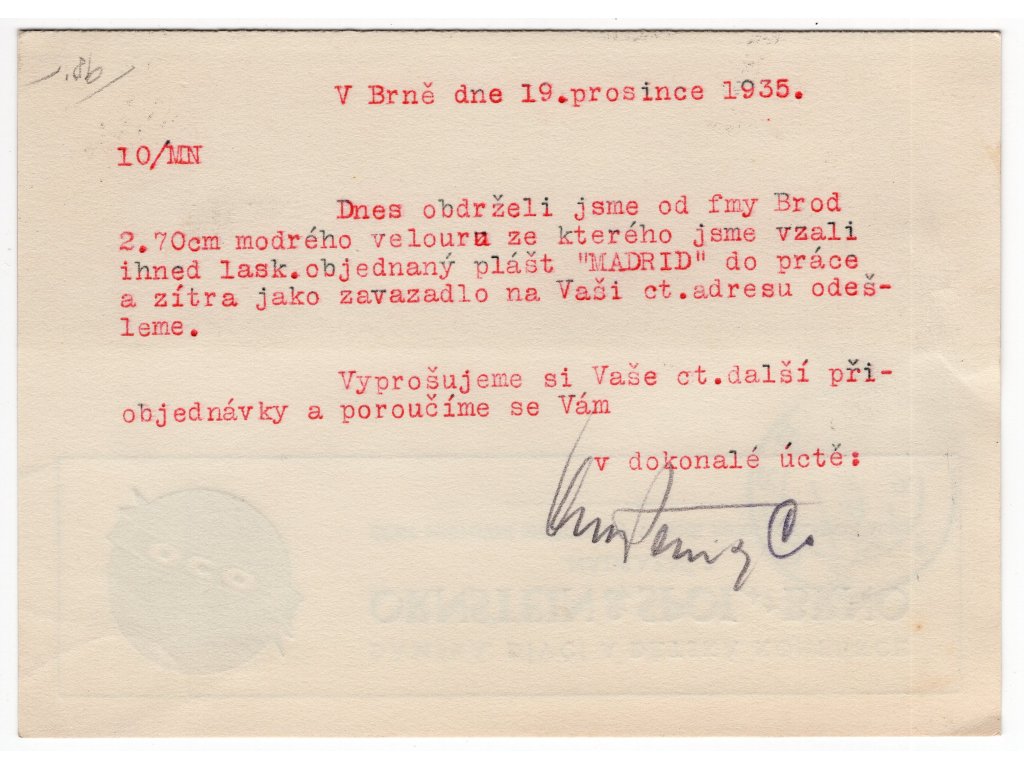 V Brně dne 19.prosince 1935.
10/MN
Dnes obdrželi jsme od fmy Brod
2.70cm modrého velouru ze kterého jsme vzali
ihned lask.objednaný plášt "MADRID" do práce
a zítra jako zavazadlo na Vaši ct.adresu odeš-
leme.
Vyprošujeme si Vaše ct.další při-
objednávky a poroučíme se Vám
v dokonalé úctě: